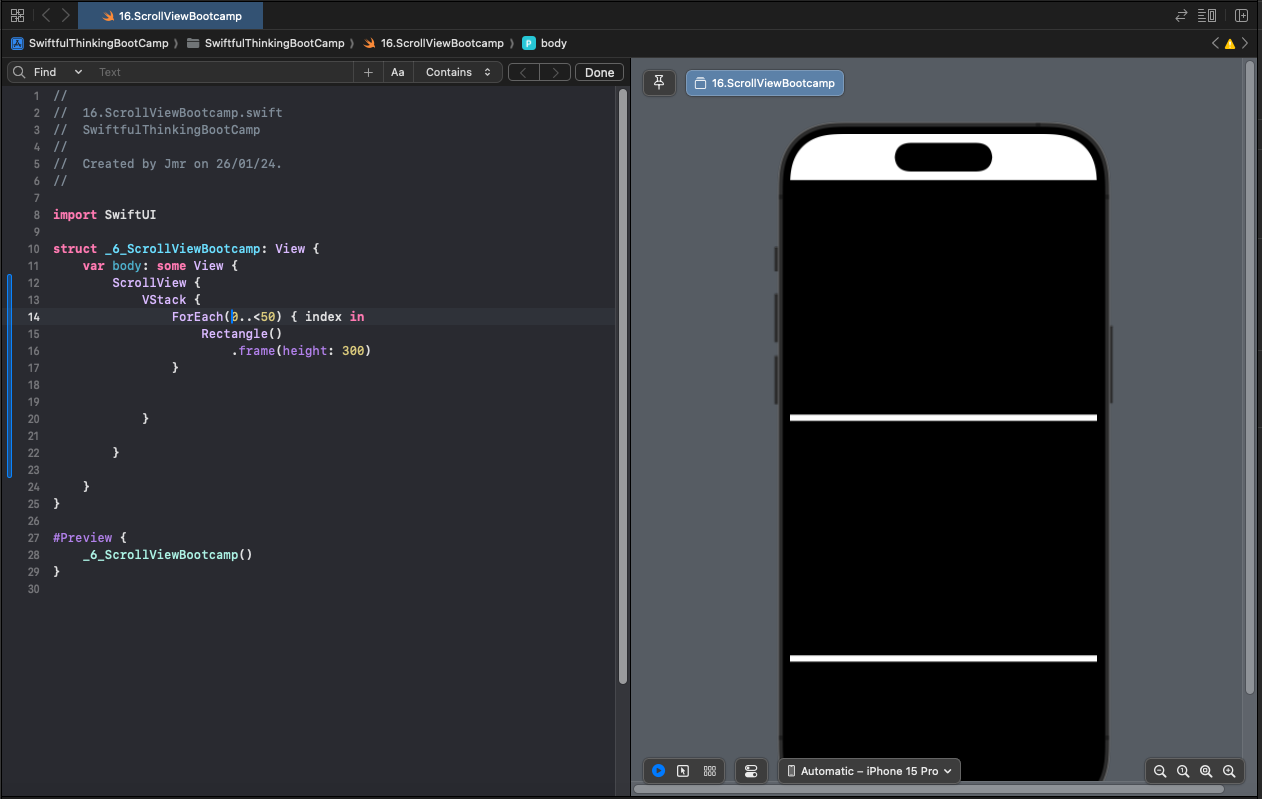 16.ScrollViewBootcamp
SwiftfulThinkingBootCamp 〉 SwiftfulThinkingBootCamp 〉 16.ScrollViewBootcamp 〉 P body
Find Text + Aa Contains Done
16.ScrollViewBootcamp
1 //
2 //  16.ScrollViewBootcamp.swift
3 //  SwiftfulThinkingBootCamp
4 //
5 //  Created by Jmr on 26/01/24.
6 //
7
8 import SwiftUI
9
10 struct _6_ScrollViewBootcamp: View {
11     var body: some View {
12         ScrollView {
13             VStack {
14                 ForEach(0..<50) { index in
15                     Rectangle()
16                         .frame(height: 300)
17                 }
18
19
20             }
21
22         }
23
24     }
25 }
26
27 #Preview {
28     _6_ScrollViewBootcamp()
29 }
30
Automatic – iPhone 15 Pro